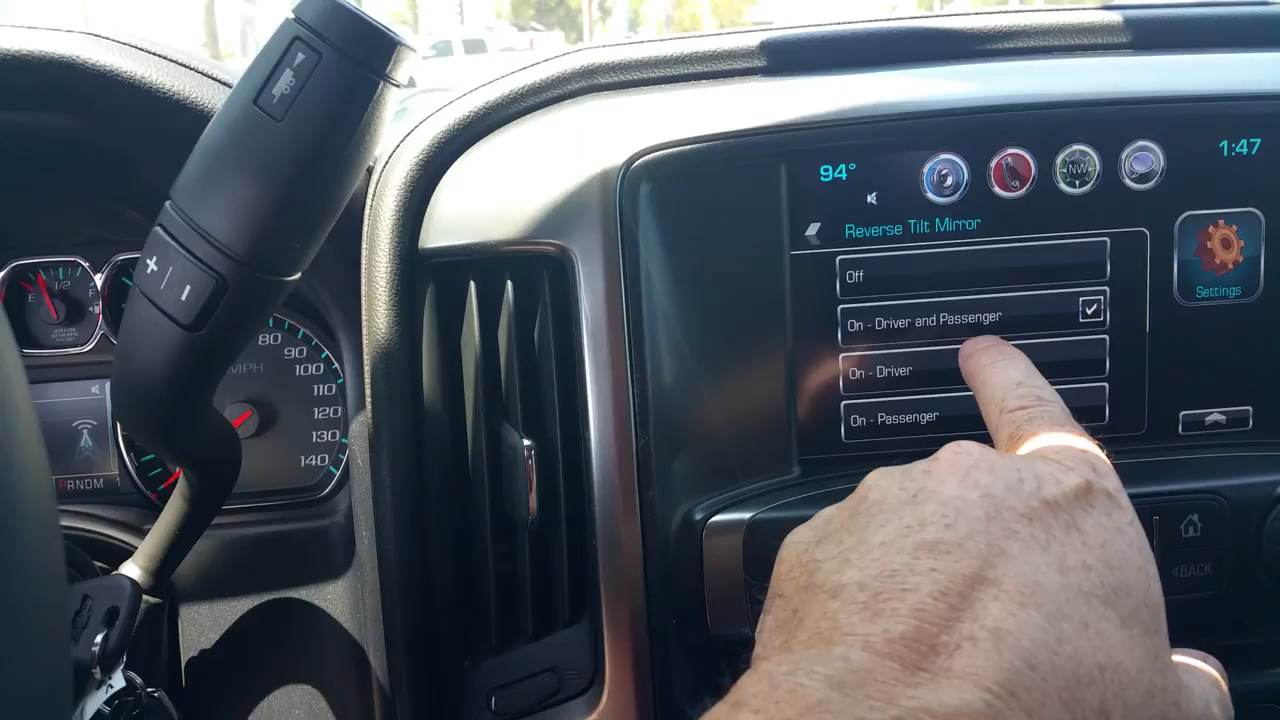 94°
NW
1:47
Reverse Tilt Mirror
Off
On - Driver and Passenger
On - Driver
On - Passenger
Settings
BACK
+
-
E 1/2 F
80
90
MPH
100
110
120
130
140
PRNDM 1